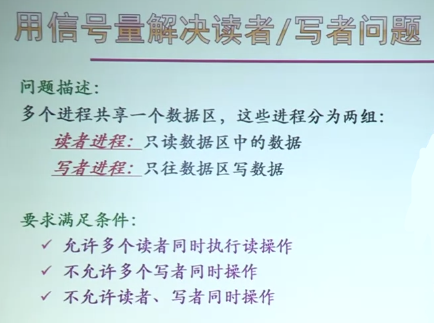 用信号量解决读者/写者问题
问题描述:
多个进程共享一个数据区，这些进程分为两组:
读者进程: 只读数据区中的数据
写者进程: 只往数据区写数据
要求满足条件:
✓ 允许多个读者同时执行读操作
✓ 不允许多个写者同时操作
✓ 不允许读者、写者同时操作